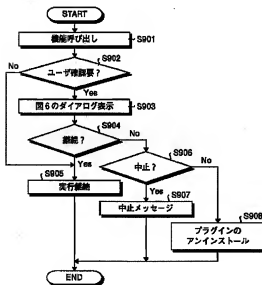 START
機能呼び出し
S901
S902
ユーザ確認要?
No
Yes
図6のダイアログ表示
S903
S904
継続?
No
Yes
S906
中止?
No
Yes
S905
実行継続
S907
中止メッセージ
S908
プラグインの
アンインストール
END